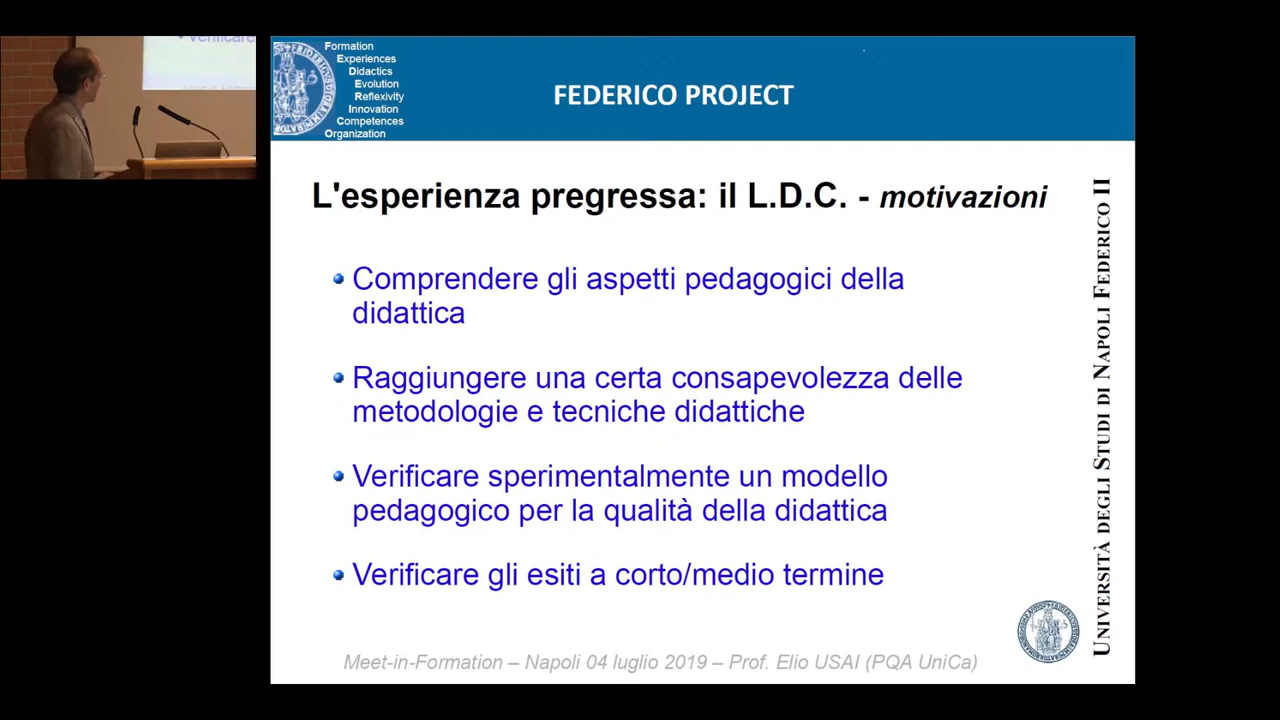 verificare
Formation
Experiences
Didactics
Evolution
Reflexivity
Innovation
Competences
Organization
FEDERICO PROJECT
L'esperienza pregressa: il L.D.C. - motivazioni
Comprendere gli aspetti pedagogici della
didattica
Raggiungere una certa consapevolezza delle
metodologie e tecniche didattiche
Verificare sperimentalmente un modello
pedagogico per la qualità della didattica
Verificare gli esiti a corto/medio termine
UNIVERSITÀ DEGLI STUDI DI NAPOLI FEDERICO II
Meet-in-Formation – Napoli 04 luglio 2019 – Prof. Elio USAI (PQA UniCa)